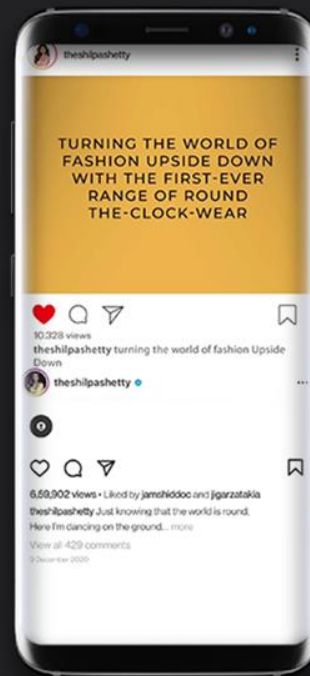 theshilpashetty
TURNING THE WORLD OF
FASHION UPSIDE DOWN
WITH THE FIRST-EVER
RANGE OF ROUND
THE-CLOCK-WEAR
10,328 views
theshilpashetty turning the world of fashion Upside
Down
theshilpashetty
6,59,902 views • Liked by jamshiddoc and jigarzatakia
theshilpashetty Just knowing that the world is round.
Here I'm dancing on the ground... more
View all 429 comments
9 December 2020